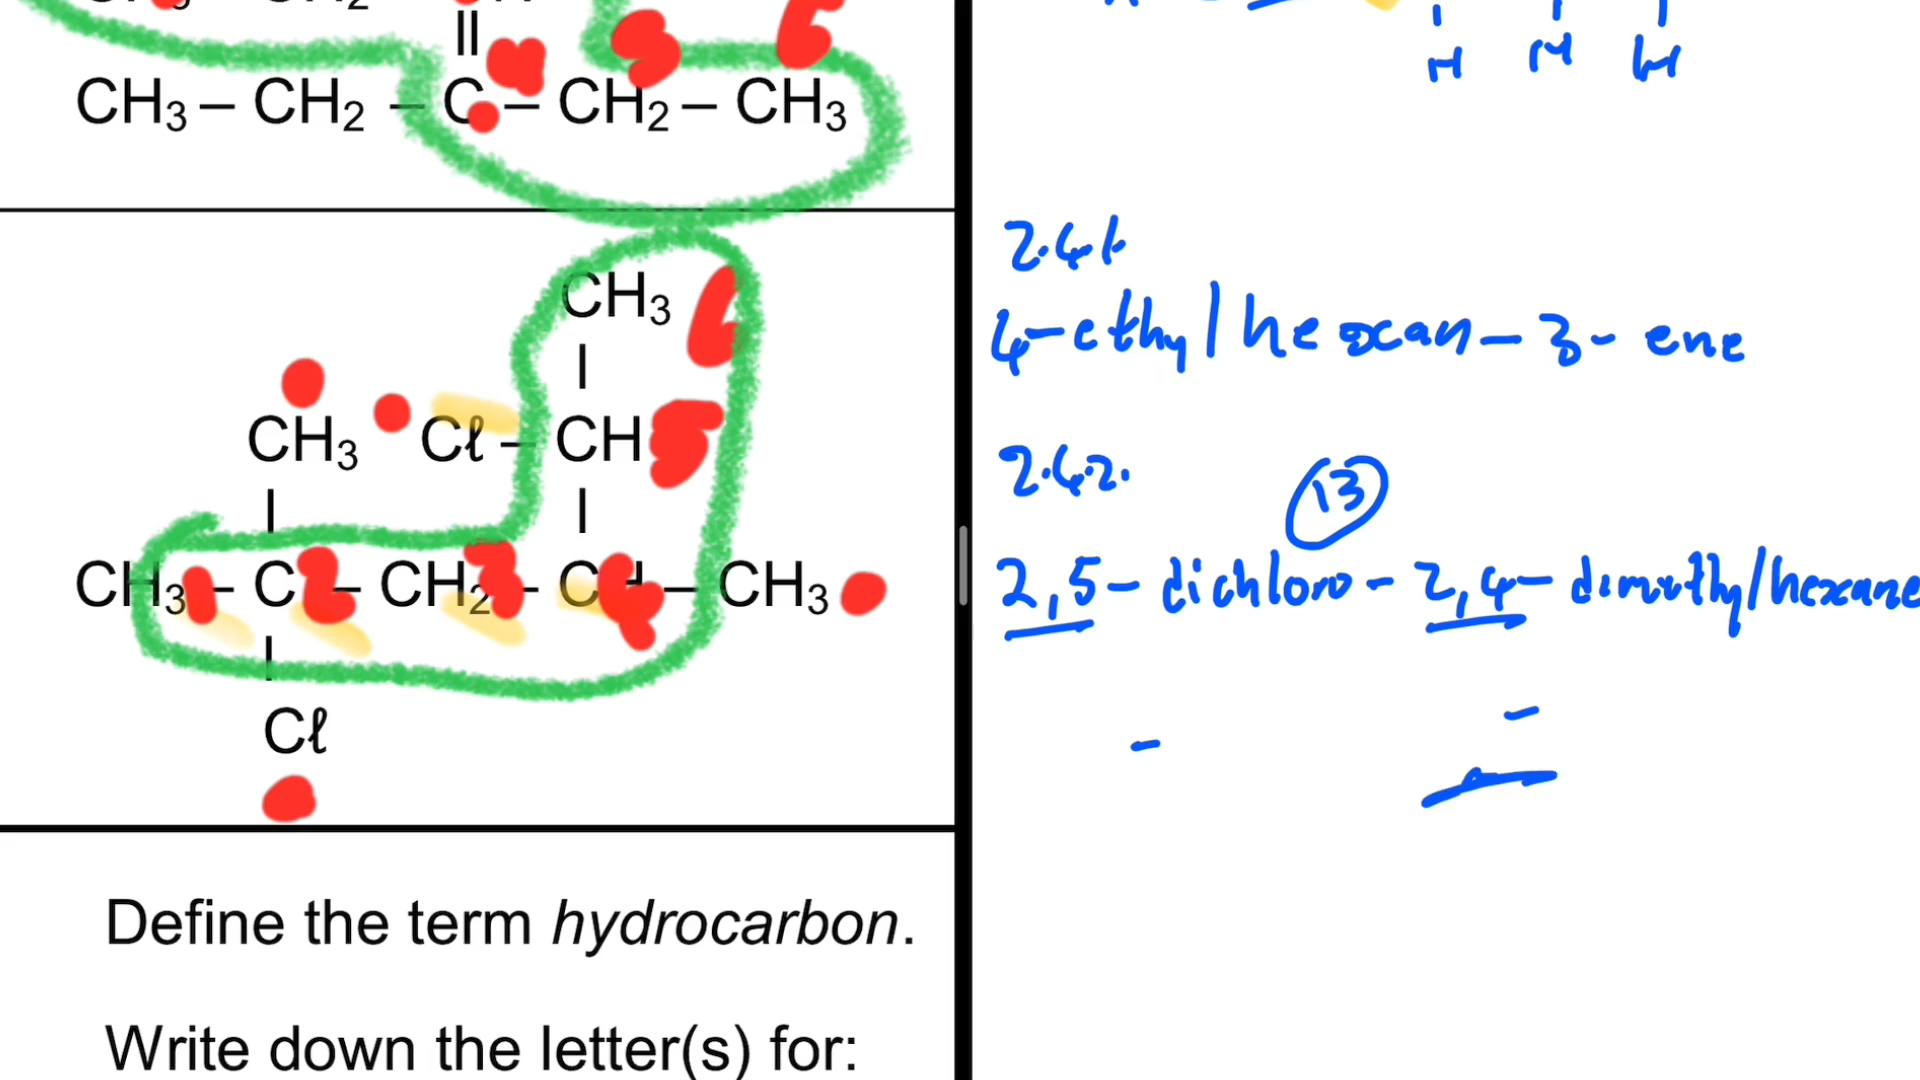 CH3 – CH2 – C – CH2 – CH3
CH3
CH3 Cℓ – CH
CH3 – C – CH2 – CH – CH3
Cℓ
Define the term hydrocarbon.
Write down the letter(s) for:
H H H
2.4.1
4-ethylhexan-3-ene
2.4.2.
13
2,5-dichloro-2,4-dimethylhexane